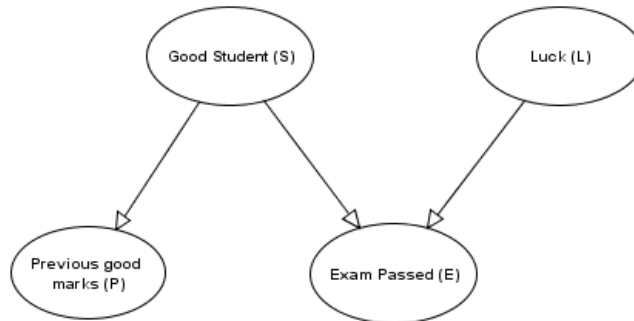 Good Student (S)
Luck (L)
Previous good
marks (P)
Exam Passed (E)